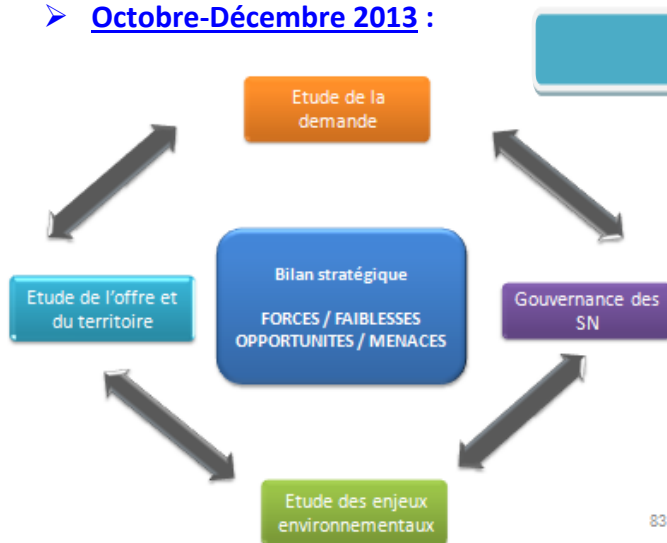 ➤ Octobre-Décembre 2013 :
Etude de la
demande
Etude de l'offre et
du territoire
Bilan stratégique
FORCES / FAIBLESSES
OPPORTUNITES / MENACES
Gouvernance des
SN
Etude des enjeux
environnementaux
83